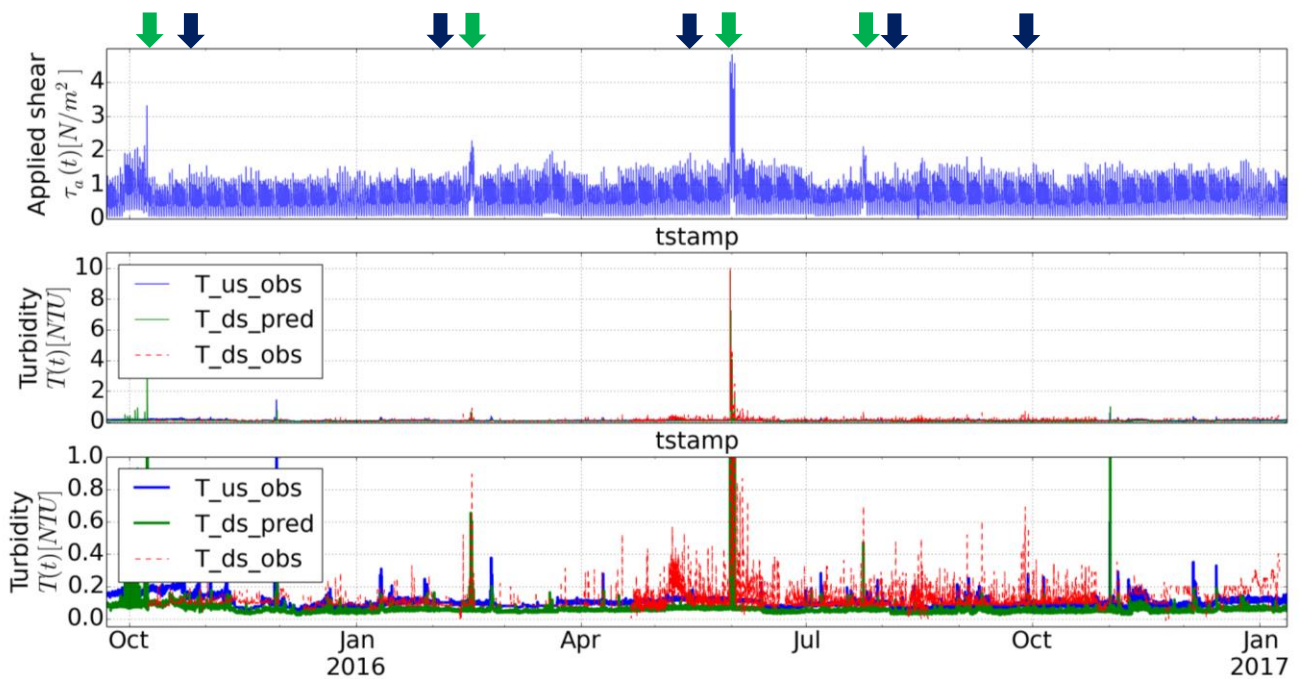 Applied shear
τ_a(t)[N/m^2]
4
3
2
1
0
tstamp
Turbidity
T(t)[NTU]
10
8
6
4
2
0
T_us_obs
T_ds_pred
T_ds_obs
tstamp
Turbidity
T(t)[NTU]
1.0
0.8
0.6
0.4
0.2
0.0
T_us_obs
T_ds_pred
T_ds_obs
Oct Jan Apr Jul Oct Jan
2016 2017